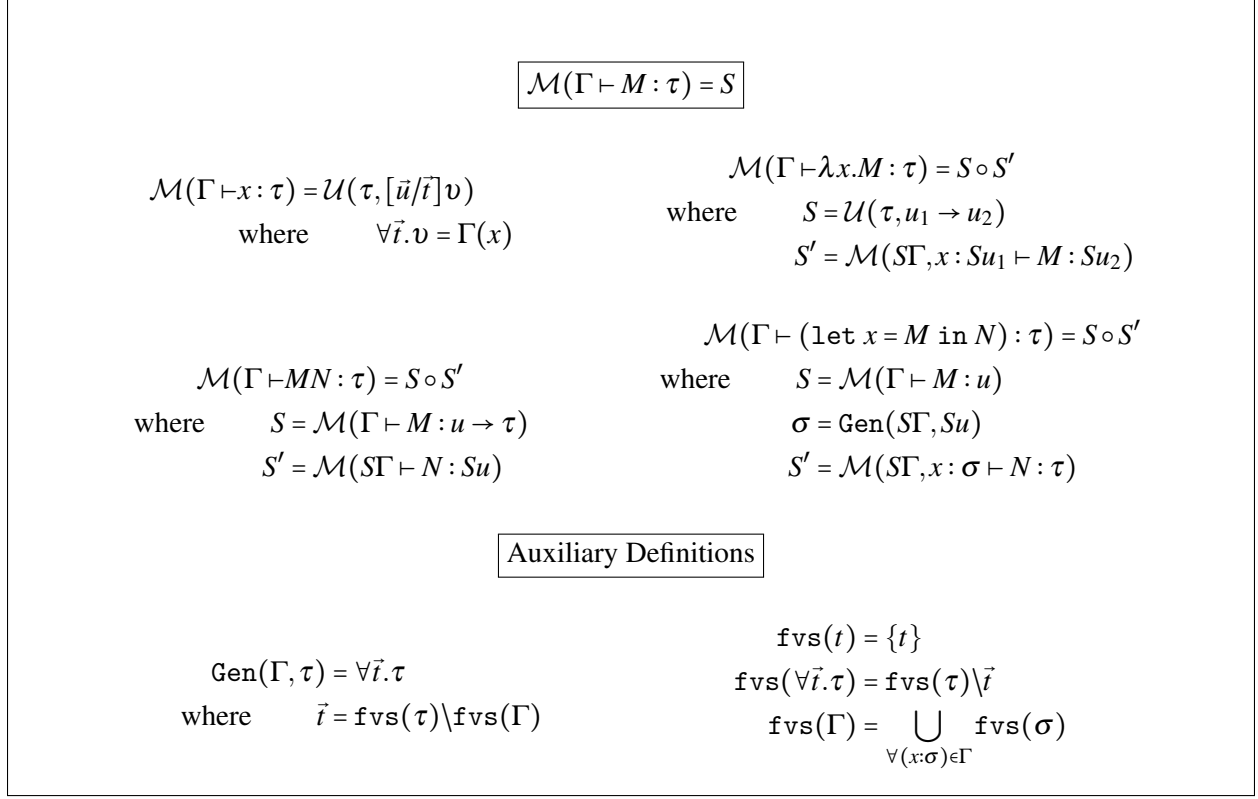 ℳ(Γ ⊢ M : τ) = S
ℳ(Γ ⊢ x : τ) = 𝒰(τ, [u⃗/t⃗]υ)
where ∀t⃗.υ = Γ(x)
ℳ(Γ ⊢ λx.M : τ) = S ∘ S′
where S = 𝒰(τ, u₁ → u₂)
S′ = ℳ(SΓ, x : Su₁ ⊢ M : Su₂)
ℳ(Γ ⊢ MN : τ) = S ∘ S′
where S = ℳ(Γ ⊢ M : u → τ)
S′ = ℳ(SΓ ⊢ N : Su)
ℳ(Γ ⊢ (let x = M in N) : τ) = S ∘ S′
where S = ℳ(Γ ⊢ M : u)
σ = Gen(SΓ, Su)
S′ = ℳ(SΓ, x : σ ⊢ N : τ)
Auxiliary Definitions
Gen(Γ, τ) = ∀t⃗.τ
where t⃗ = fvs(τ)\fvs(Γ)
fvs(t) = {t}
fvs(∀t⃗.τ) = fvs(τ)\t⃗
fvs(Γ) = ⋃ fvs(σ)
∀(x:σ)∈Γ